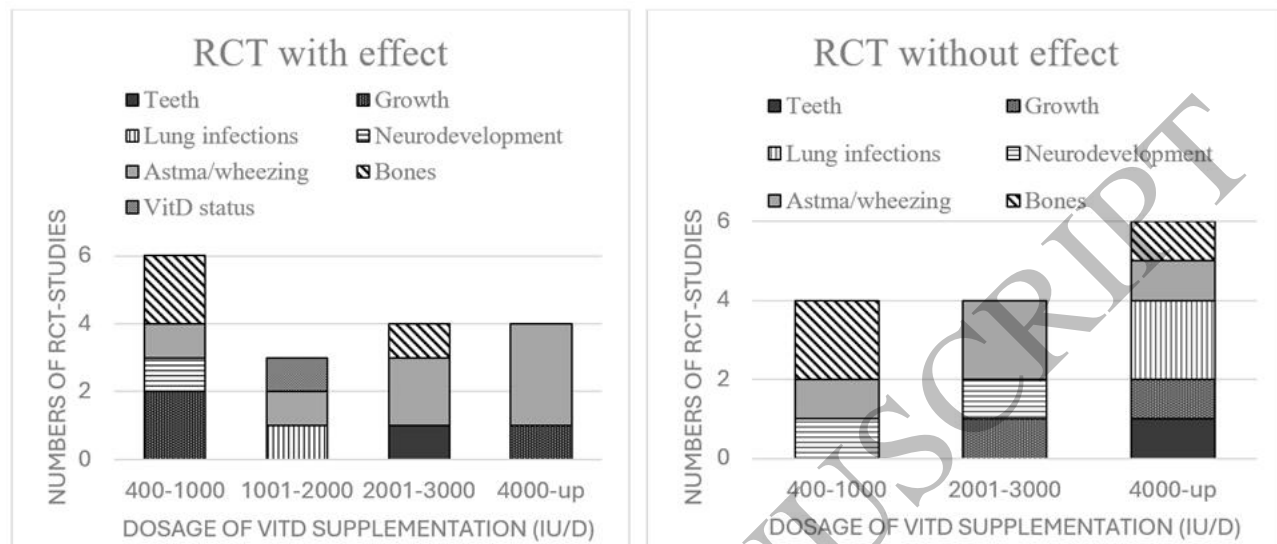 RCT with effect
Teeth Growth
Lung infections Neurodevelopment
Astma/wheezing Bones
VitD status
NUMBERS OF RCT-STUDIES
6
4
2
0
400-1000 1001-2000 2001-3000 4000-up
DOSAGE OF VITD SUPPLEMENTATION (IU/D)
RCT without effect
Teeth Growth
Lung infections Neurodevelopment
Astma/wheezing Bones
NUMBERS OF RCT-STUDIES
6
4
2
0
400-1000 2001-3000 4000-up
DOSAGE OF VITD SUPPLEMENTATION (IU/D)
USCRIPT